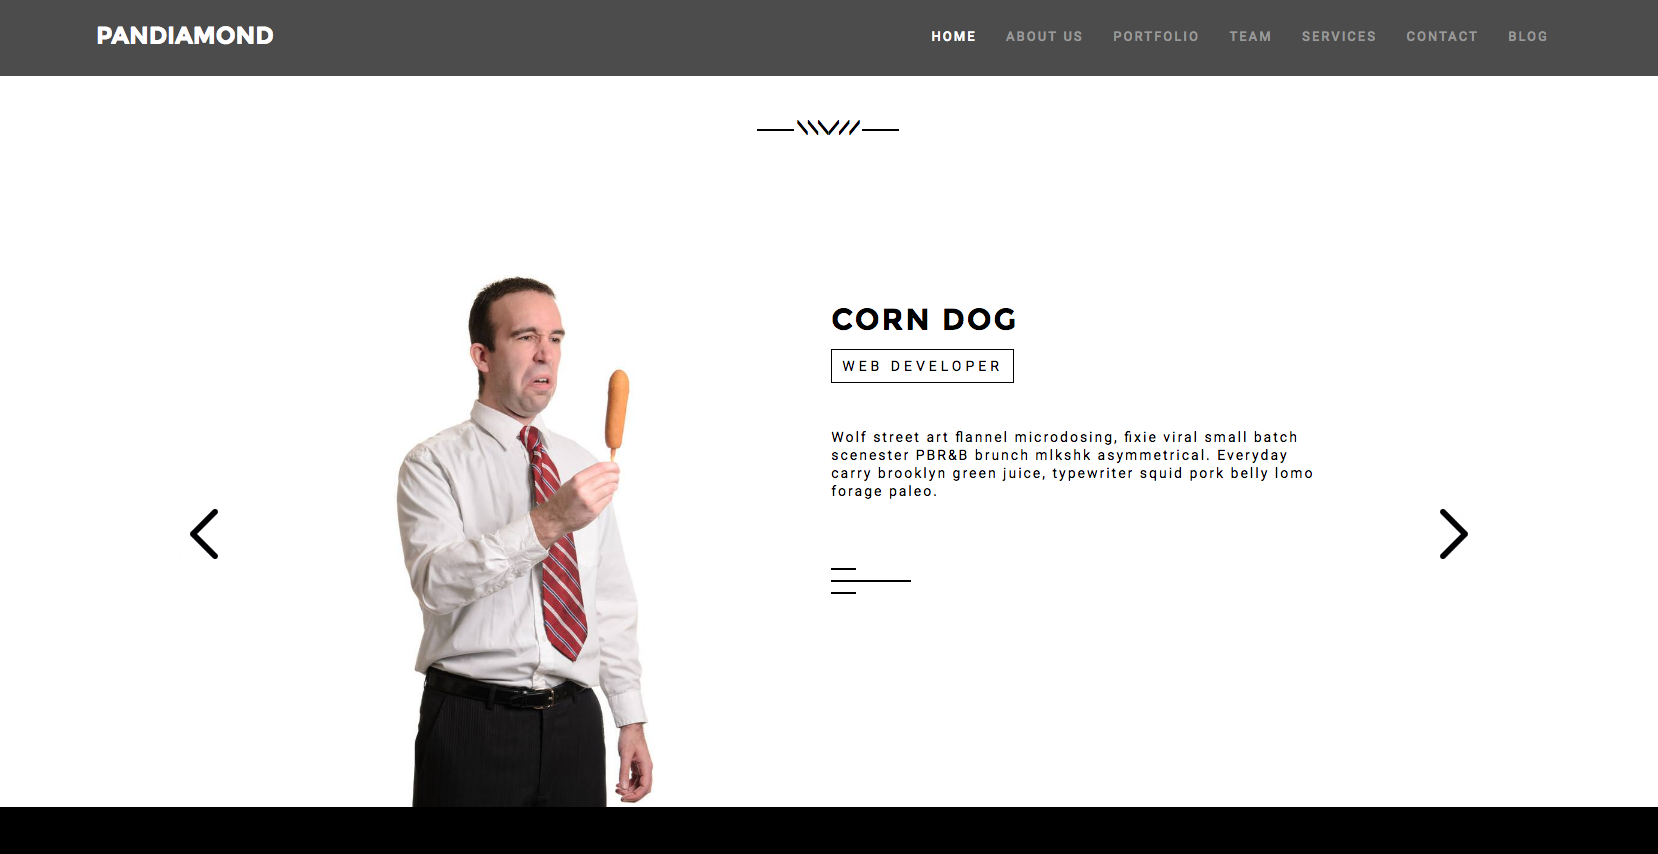 PANDIAMOND
HOME ABOUT US PORTFOLIO TEAM SERVICES CONTACT BLOG
CORN DOG
WEB DEVELOPER
Wolf street art flannel microdosing, fixie viral small batch
scenester PBR&B brunch mlkshk asymmetrical. Everyday
carry brooklyn green juice, typewriter squid pork belly lomo
forage paleo.